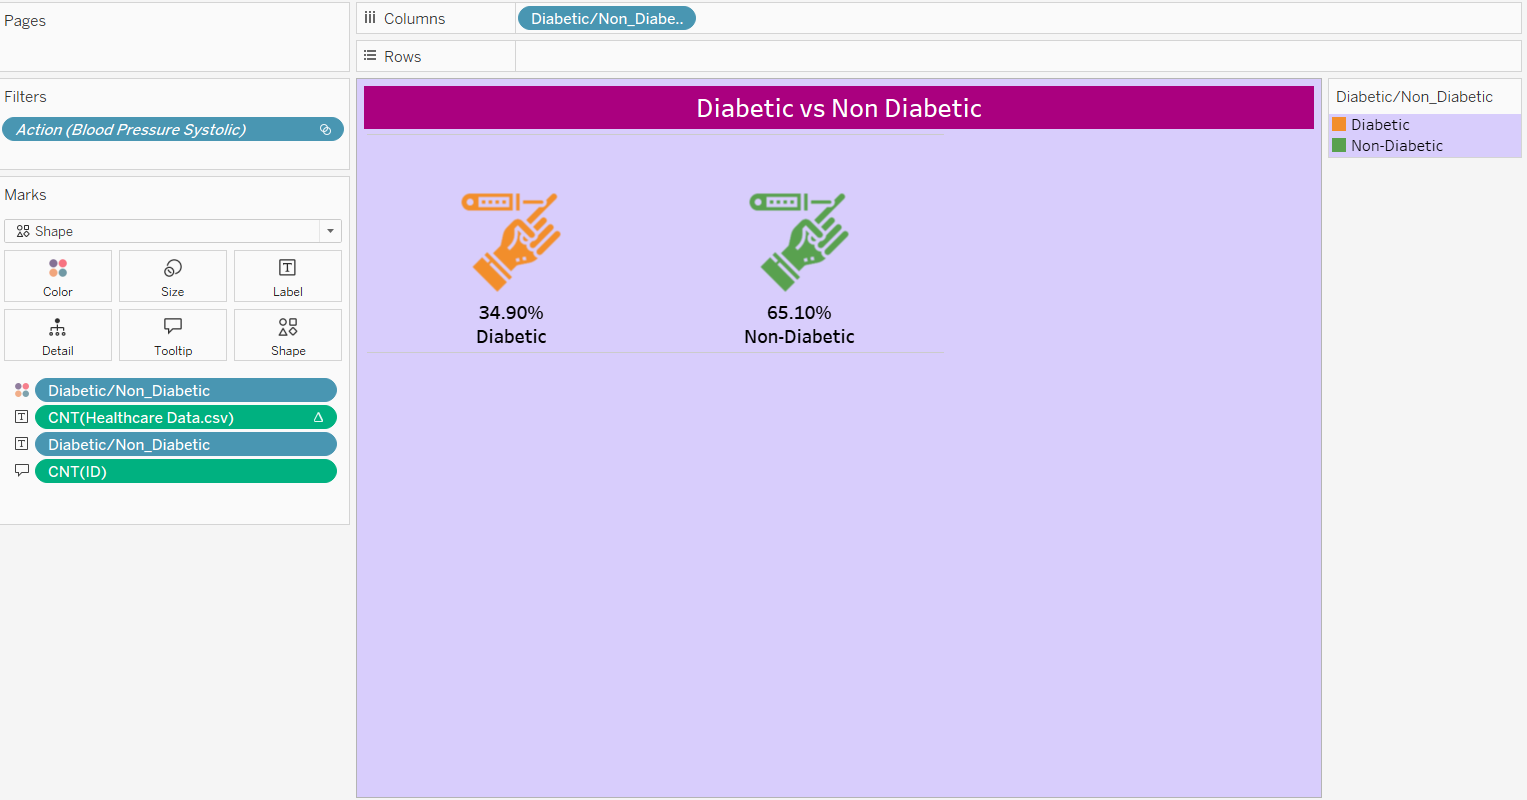 Pages
Columns
Diabetic/Non_Diabe..
Rows
Filters
Action (Blood Pressure Systolic)
Marks
Shape
Color
Size
Label
Detail
Tooltip
Shape
Diabetic/Non_Diabetic
CNT(Healthcare Data.csv)
Diabetic/Non_Diabetic
CNT(ID)
Diabetic vs Non Diabetic
34.90%
Diabetic
65.10%
Non-Diabetic
Diabetic/Non_Diabetic
Diabetic
Non-Diabetic